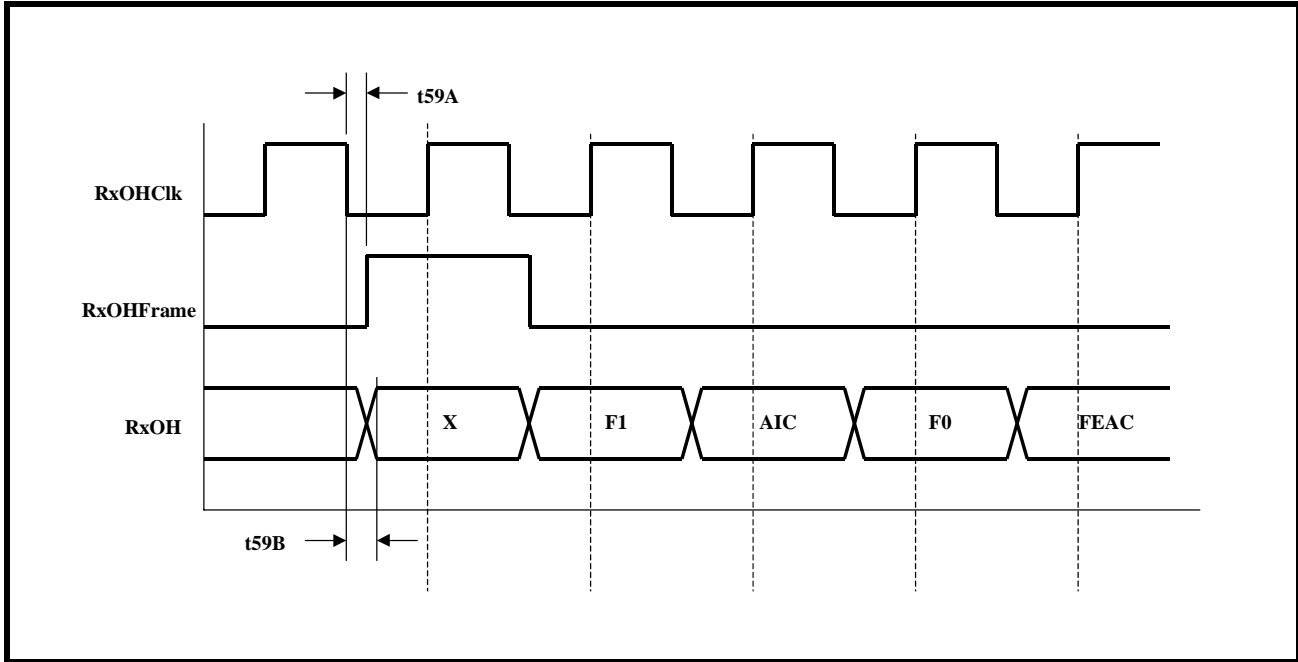 t59A
RxOHClk
RxOHFrame
RxOH
X
F1
AIC
F0
FEAC
t59B